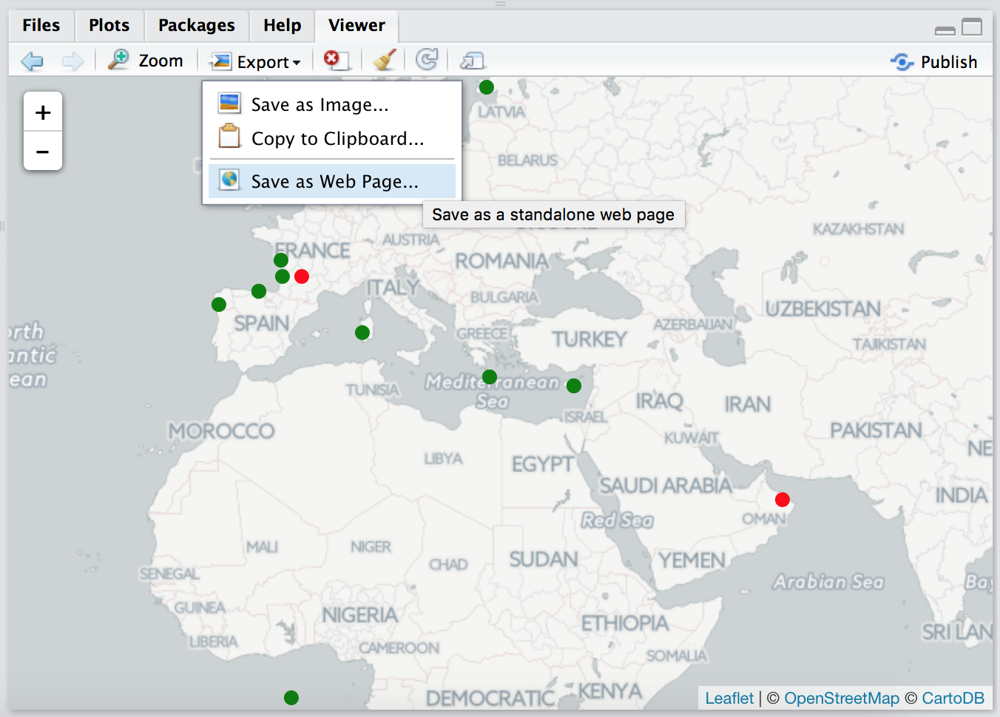 Files Plots Packages Help Viewer
Zoom Export Publish
+
−
Save as Image...
Copy to Clipboard...
Save as Web Page...
Save as a standalone web page
LATVIA
BELARUS
KAZAKHSTAN
FRANCE
AUSTRIA
ROMANIA
ITALY
BULGARIA
UZBEKISTAN
SPAIN
GREECE
TURKEY
AZERBAIJAN
TAJIKISTAN
orth
antic
ean
TUNISIA
Mediterranean
Sea
ISRAEL
IRAQ
IRAN
MOROCCO
KUWAIT
PAKISTAN
NE
LIBYA
EGYPT
SAUDI ARABIA
INDIA
Red Sea
OMAN
MALI
NIGER
CHAD
SUDAN
YEMEN
SENEGAL
Arabian Sea
Bay
GUINEA
NIGERIA
ETHIOPIA
SRI LAN
LIBERIA
CAMEROON
SOMALIA
DEMOCRATIC
KENYA
Leaflet | © OpenStreetMap © CartoDB